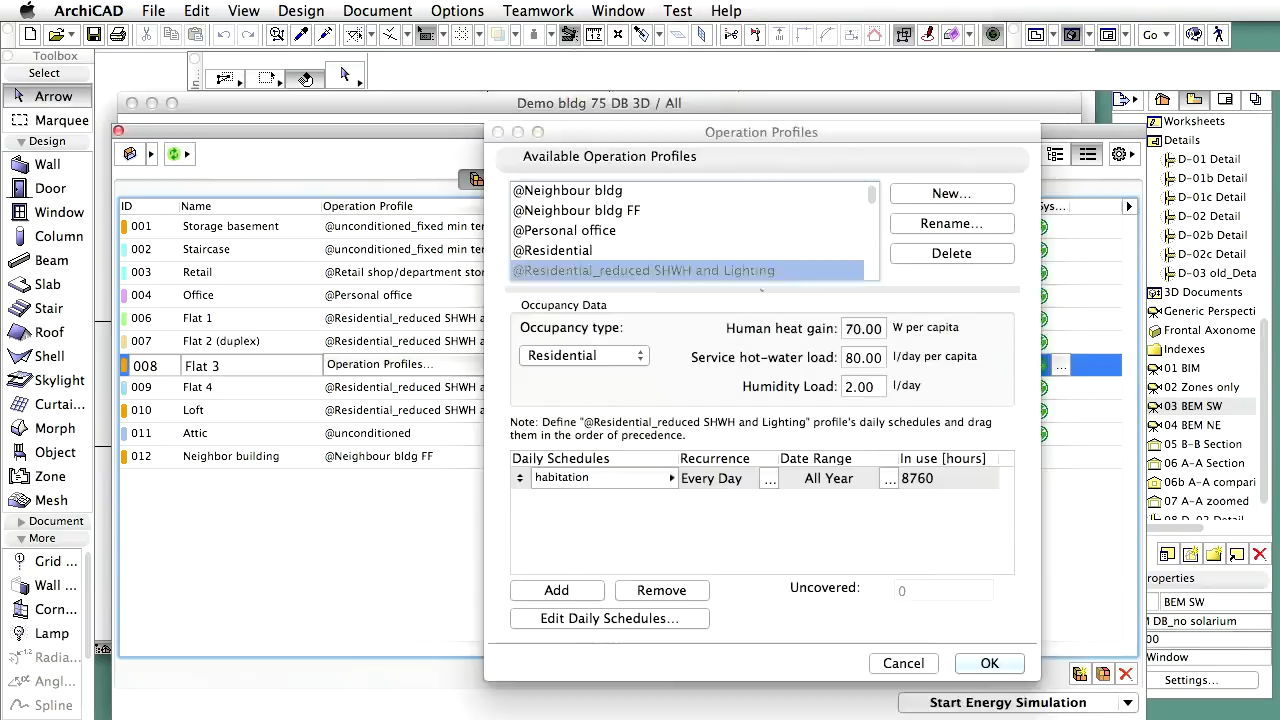 ArchiCAD File Edit View Design Document Options Teamwork Window Test Help
Go
Toolbox
Select
Arrow
Marquee
Design
Wall
Door
Window
Column
Beam
Slab
Stair
Roof
Shell
Skylight
Curtai...
Morph
Object
Zone
Mesh
Document
More
Grid ...
Wall ...
Corn...
Lamp
Radia...
Angl...
Spline
Demo bldg 75 DB 3D / All
ID Name Operation Profile
001 Storage basement @unconditioned_fixed min ten
002 Staircase @unconditioned_fixed min ten
003 Retail @Retail shop/department stor
004 Office @Personal office
006 Flat 1 @Residential_reduced SHWH a
007 Flat 2 (duplex) @Residential_reduced SHWH a
008 Flat 3 Operation Profiles... ...
009 Flat 4 @Residential_reduced SHWH a
010 Loft @Residential_reduced SHWH a
011 Attic @unconditioned
012 Neighbor building @Neighbour bldg FF
Operation Profiles
Available Operation Profiles
@Neighbour bldg
@Neighbour bldg FF
@Personal office
@Residential
@Residential_reduced SHWH and Lighting
New...
Rename...
Delete
Occupancy Data
Occupancy type:
Residential
Human heat gain: 70.00 W per capita
Service hot-water load: 80.00 l/day per capita
Humidity Load: 2.00 l/day
Note: Define "@Residential_reduced SHWH and Lighting" profile's daily schedules and drag
them in the order of precedence.
Daily Schedules Recurrence Date Range In use [hours]
habitation Every Day ... All Year ... 8760
Add Remove Uncovered: 0
Edit Daily Schedules...
Cancel OK
Sys...
Start Energy Simulation
Worksheets
Details
D-01 Detail
D-01b Detail
D-01c Detail
D-02 Detail
D-02b Detail
D-02c Detail
D-03 old_Deta
3D Documents
Generic Perspecti
Frontal Axonome
Indexes
01 BIM
02 Zones only
03 BEM SW
04 BEM NE
05 B-B Section
06 A-A Section
06b A-A compari
07 A-A zoomed
08 D-02 Detail
roperties
BEM SW
M DB_no solarium
00
Window
Settings...